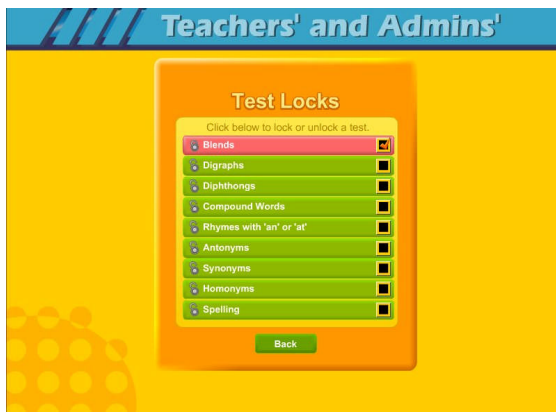 Teachers' and Admins'
Test Locks
Click below to lock or unlock a test.
Blends
Digraphs
Diphthongs
Compound Words
Rhymes with 'an' or 'at'
Antonyms
Synonyms
Homonyms
Spelling
Back